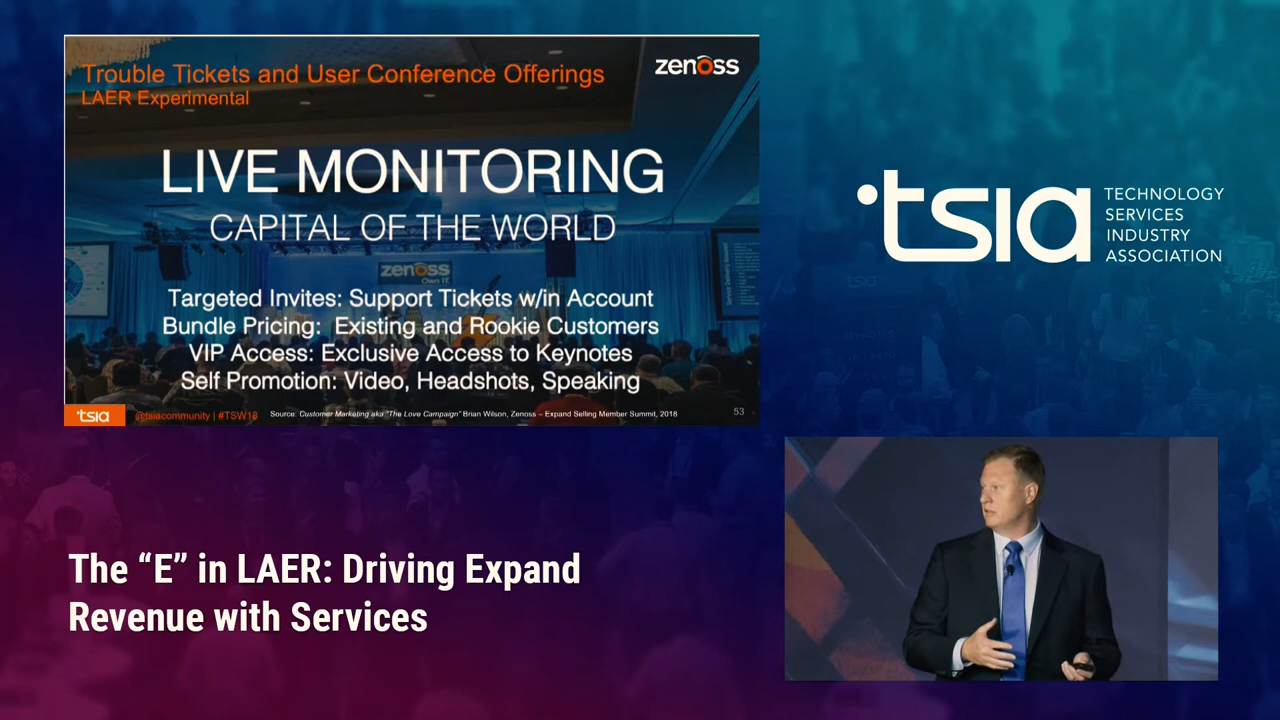 Trouble Tickets and User Conference Offerings
LAER Experimental
zenoss
LIVE MONITORING
CAPITAL OF THE WORLD
zenoss
Own IT.
Targeted Invites: Support Tickets w/in Account
Bundle Pricing: Existing and Rookie Customers
VIP Access: Exclusive Access to Keynotes
Self Promotion: Video, Headshots, Speaking
tsia
@tsiacommunity | #TSW18
Source: Customer Marketing aka "The Love Campaign" Brian Wilson, Zenoss – Expand Selling Member Summit, 2018
53
tsia
TECHNOLOGY
SERVICES
INDUSTRY
ASSOCIATION
The “E” in LAER: Driving Expand
Revenue with Services